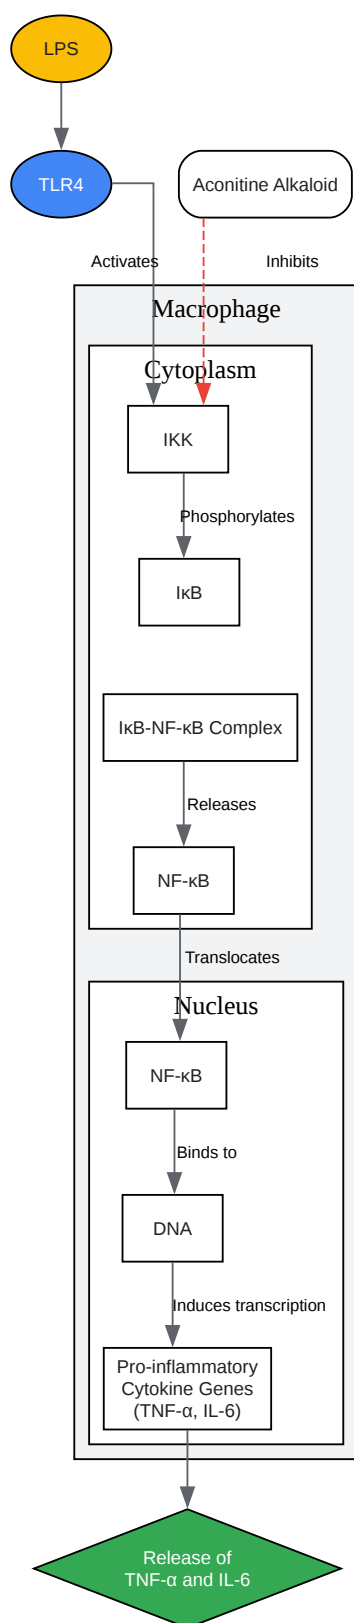 LPS
TLR4
Aconitine Alkaloid
Activates
Inhibits
Macrophage
Cytoplasm
IKK
Phosphorylates
IκB
IκB-NF-κB Complex
Releases
NF-κB
Translocates
Nucleus
NF-κB
Binds to
DNA
Induces transcription
Pro-inflammatory
Cytokine Genes
(TNF-α, IL-6)
Release of
TNF-α and IL-6